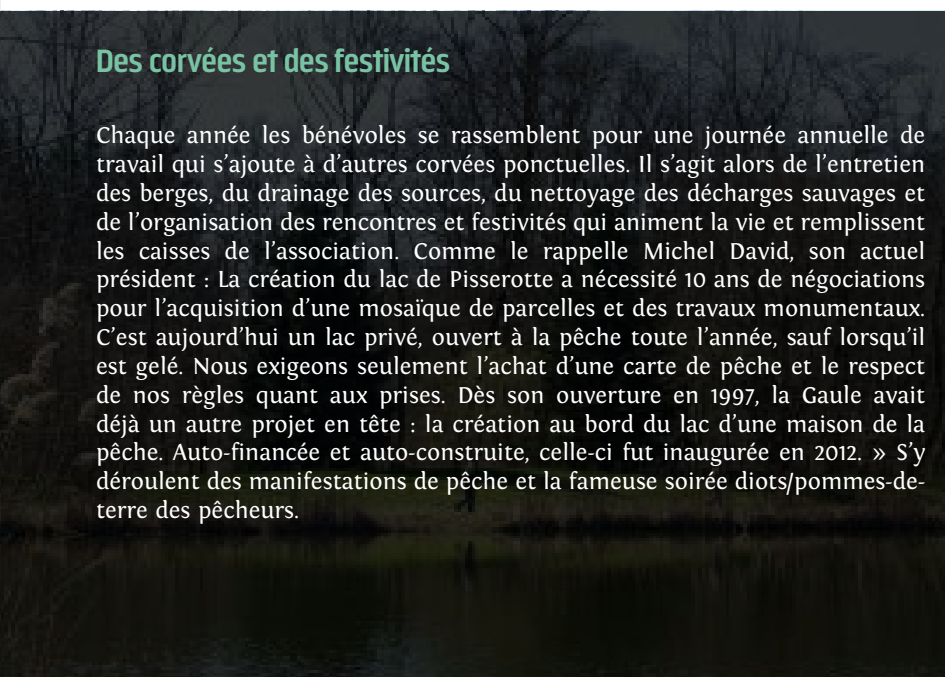 Des corvées et des festivités
Chaque année les bénévoles se rassemblent pour une journée annuelle de
travail qui s’ajoute à d’autres corvées ponctuelles. Il s’agit alors de l’entretien
des berges, du drainage des sources, du nettoyage des décharges sauvages et
de l’organisation des rencontres et festivités qui animent la vie et remplissent
les caisses de l’association. Comme le rappelle Michel David, son actuel
président : La création du lac de Pisserotte a nécessité 10 ans de négociations
pour l’acquisition d’une mosaïque de parcelles et des travaux monumentaux.
C’est aujourd’hui un lac privé, ouvert à la pêche toute l’année, sauf lorsqu’il
est gelé. Nous exigeons seulement l’achat d’une carte de pêche et le respect
de nos règles quant aux prises. Dès son ouverture en 1997, la Gaule avait
déjà un autre projet en tête : la création au bord du lac d’une maison de la
pêche. Auto-financée et auto-construite, celle-ci fut inaugurée en 2012. » S’y
déroulent des manifestations de pêche et la fameuse soirée diots/pommes-de-
terre des pêcheurs.